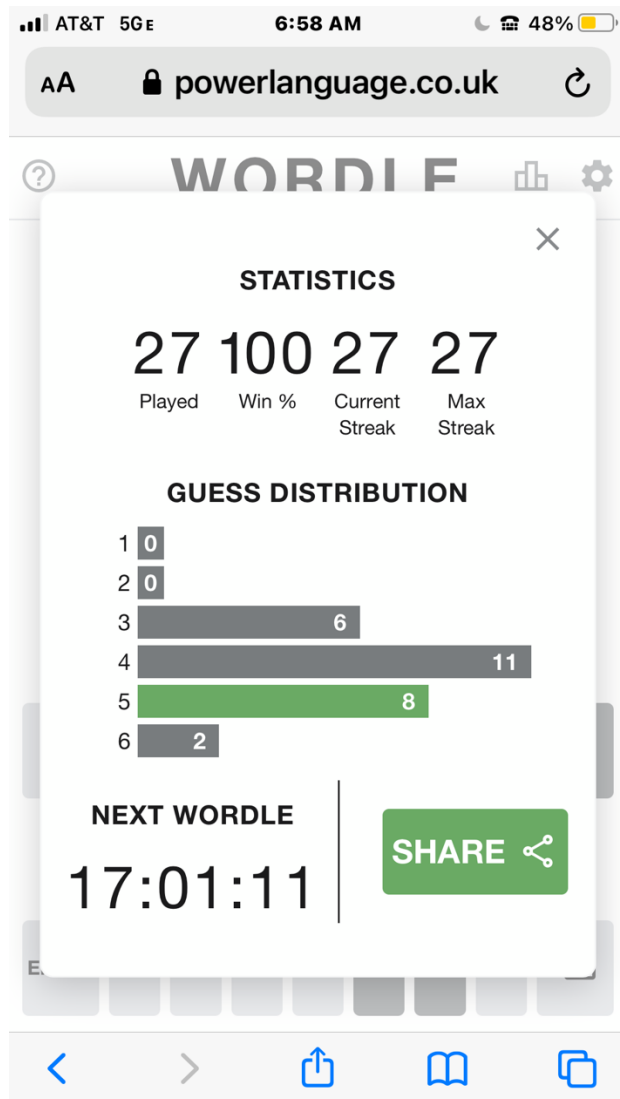 AT&T 5GE 6:58 AM 48%
AA powerlanguage.co.uk
? WORDLE
STATISTICS
27 100 27 27
Played Win % Current Streak Max Streak
GUESS DISTRIBUTION
1 0
2 0
3 6
4 11
5 8
6 2
NEXT WORDLE
17:01:11
SHARE